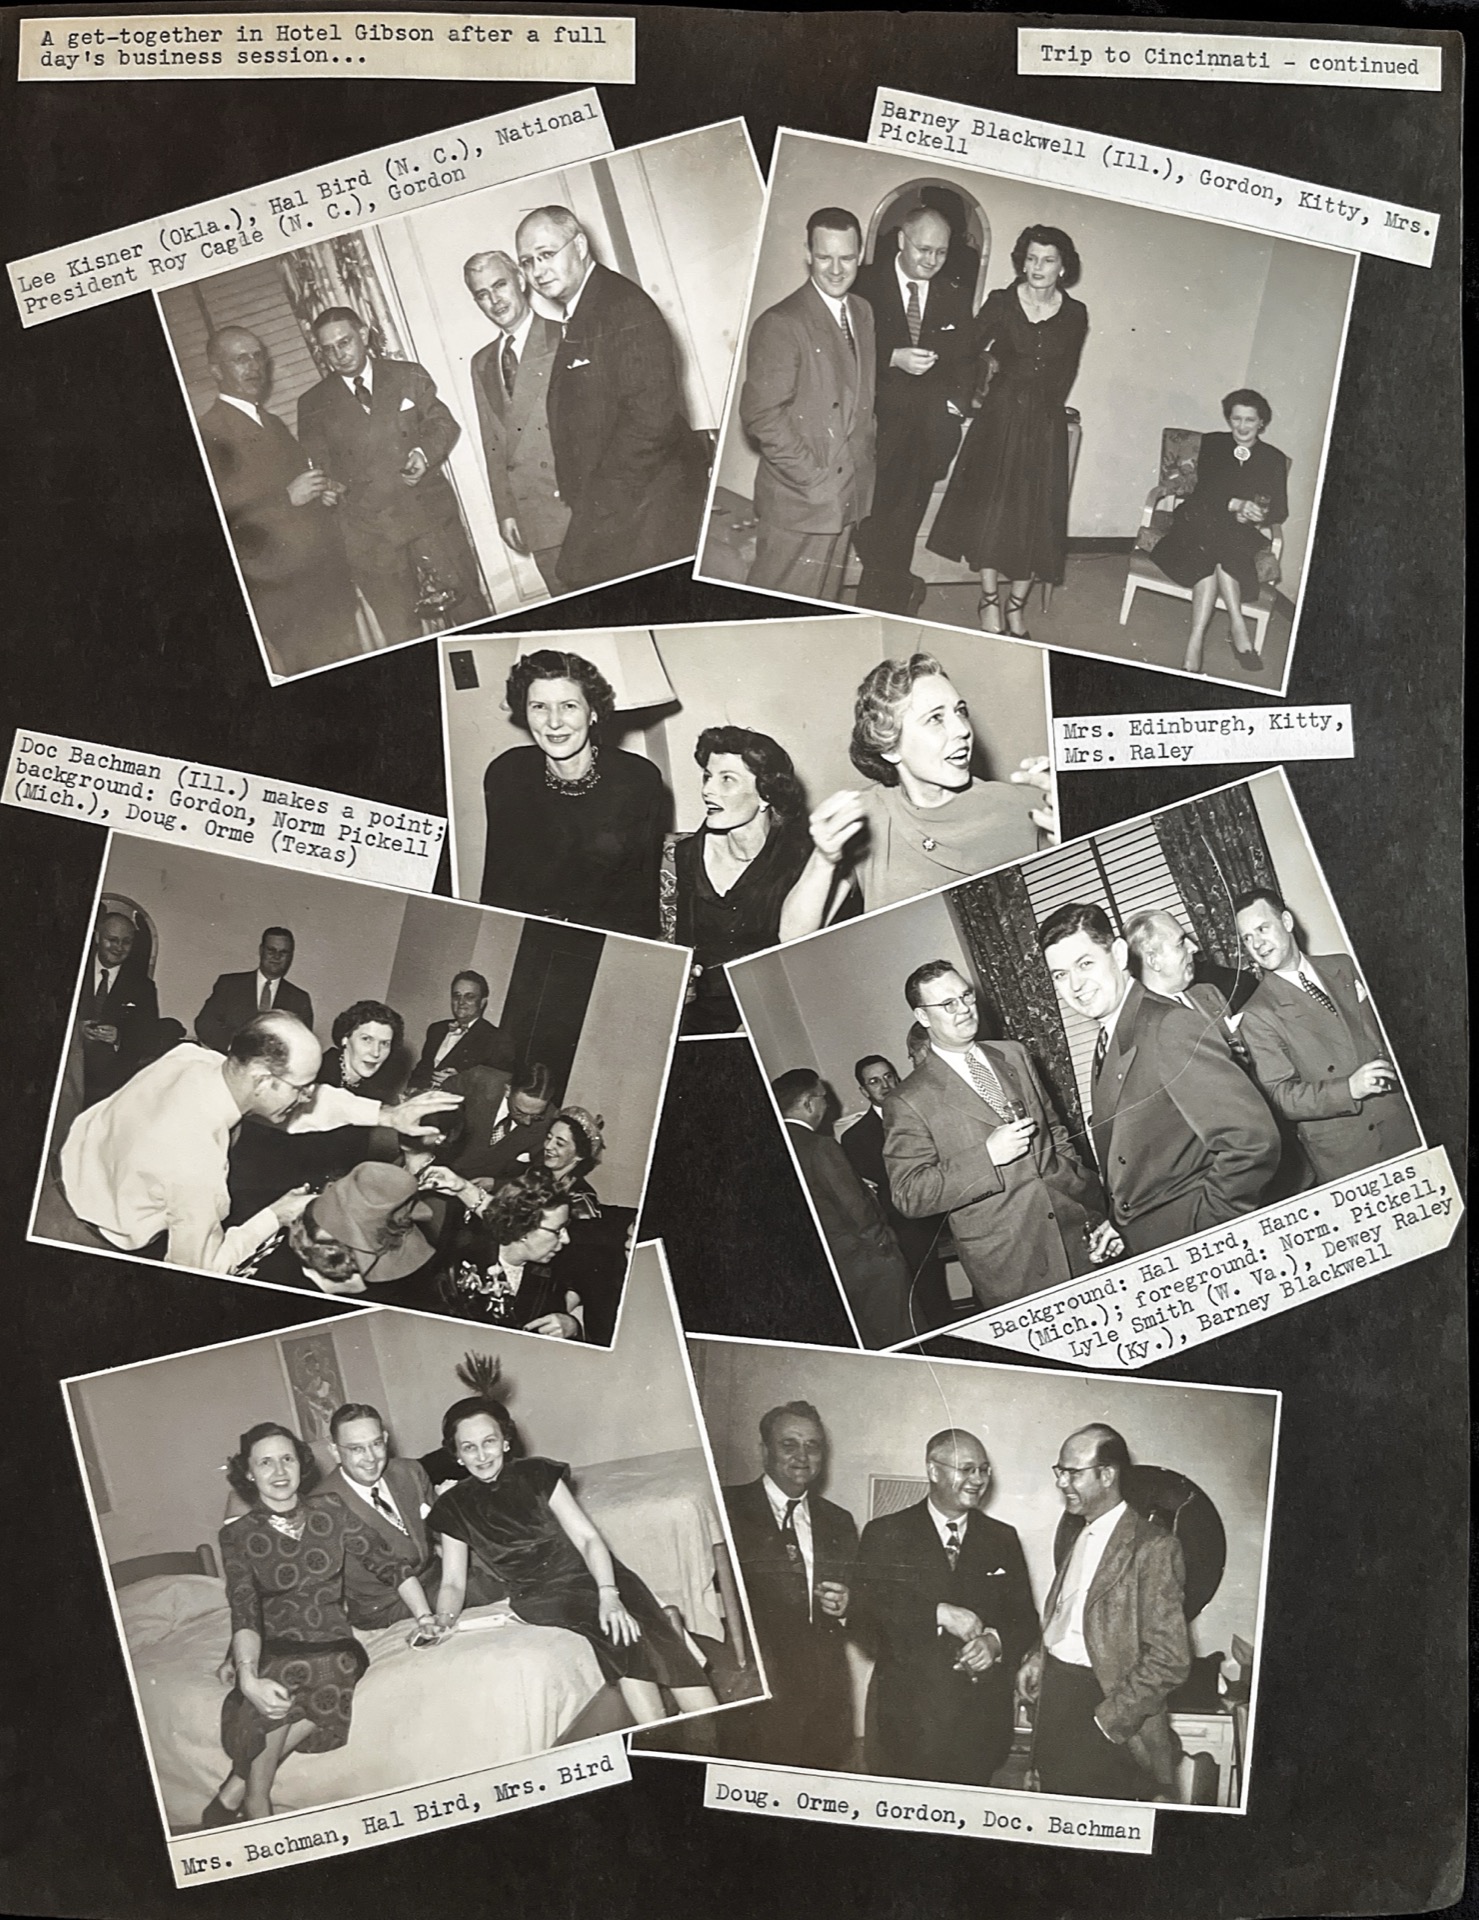 A get-together in Hotel Gibson after a full
day's business session...
Trip to Cincinnati - continued
Lee Kisner (Okla.), Hal Bird (N. C.), National
President Roy Cagle (N. C.), Gordon
Barney Blackwell (Ill.), Gordon, Kitty, Mrs.
Pickell
Mrs. Edinburgh, Kitty,
Mrs. Raley
Doc Bachman (Ill.) makes a point;
background: Gordon, Norm Pickell
(Mich.), Doug. Orme (Texas)
Background: Hal Bird, Hanc. Douglas
(Mich.); foreground: Norm. Pickell,
Lyle Smith (W. Va.), Dewey Raley
(Ky.), Barney Blackwell
Mrs. Bachman, Hal Bird, Mrs. Bird
Doug. Orme, Gordon, Doc. Bachman